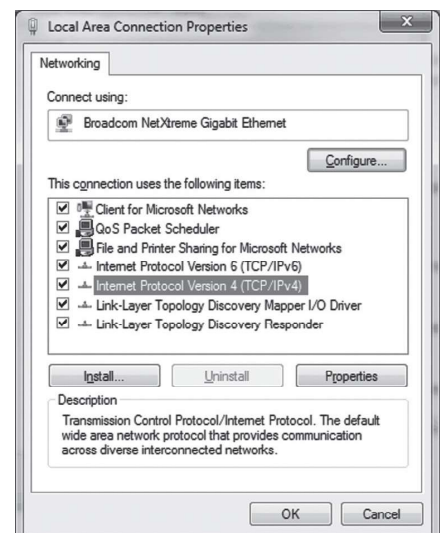 Local Area Connection Properties
X
Networking
Connect using:
Broadcom NetXtreme Gigabit Ethernet
Configure...
This connection uses the following items:
Client for Microsoft Networks
QoS Packet Scheduler
File and Printer Sharing for Microsoft Networks
Internet Protocol Version 6 (TCP/IPv6)
Internet Protocol Version 4 (TCP/IPv4)
Link-Layer Topology Discovery Mapper I/O Driver
Link-Layer Topology Discovery Responder
Install... Uninstall Properties
Description
Transmission Control Protocol/Internet Protocol. The default
wide area network protocol that provides communication
across diverse interconnected networks.
OK Cancel